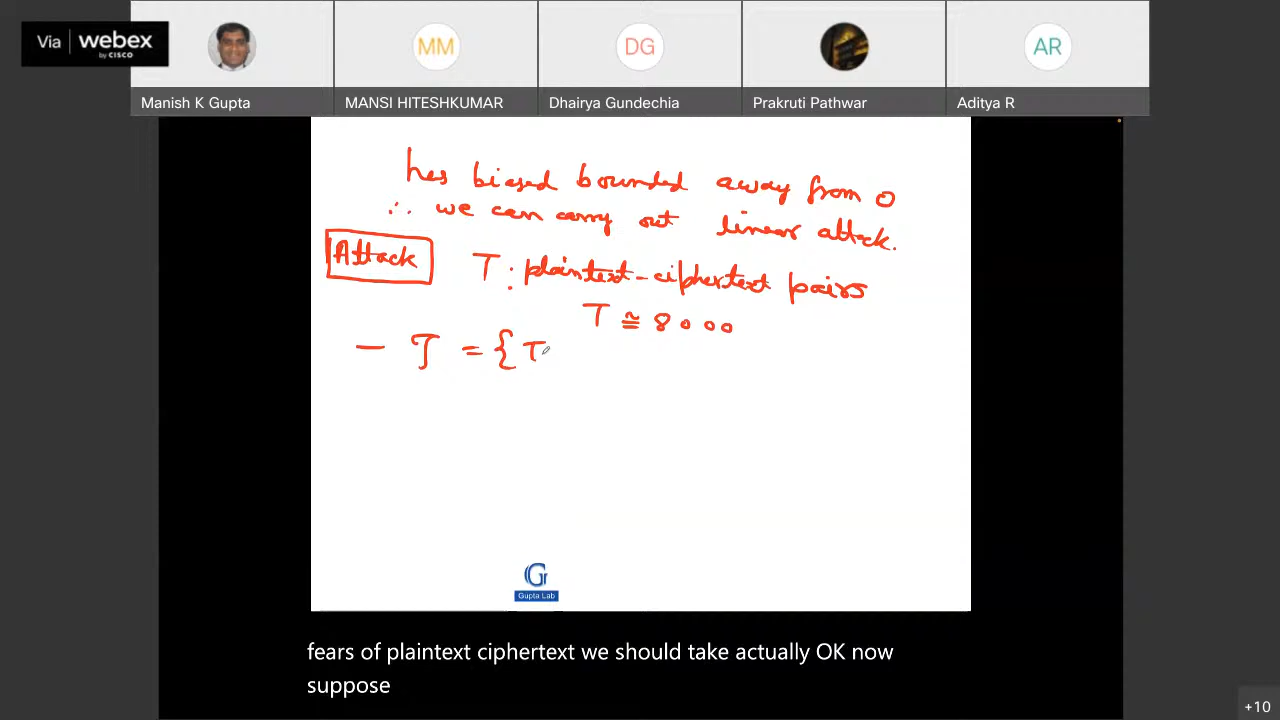 Via webex
by CISCO
MM
DG
AR
Manish K Gupta
MANSI HITESHKUMAR
Dhairya Gundechia
Prakruti Pathwar
Aditya R
has biased bounded away from 0
∴ we can carry out linear attack.
Attack T : plaintext-ciphertext pairs
T ≅ 8000
— T = { T
G
Gupta Lab
fears of plaintext ciphertext we should take actually OK now
suppose
+10